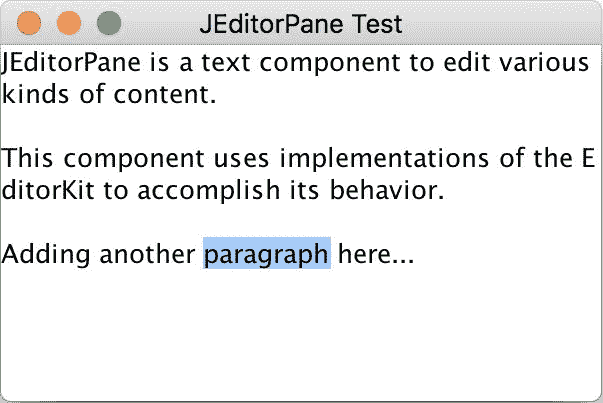 JEditorPane Test
JEditorPane is a text component to edit various
kinds of content.
This component uses implementations of the E
ditorKit to accomplish its behavior.
Adding another paragraph here...